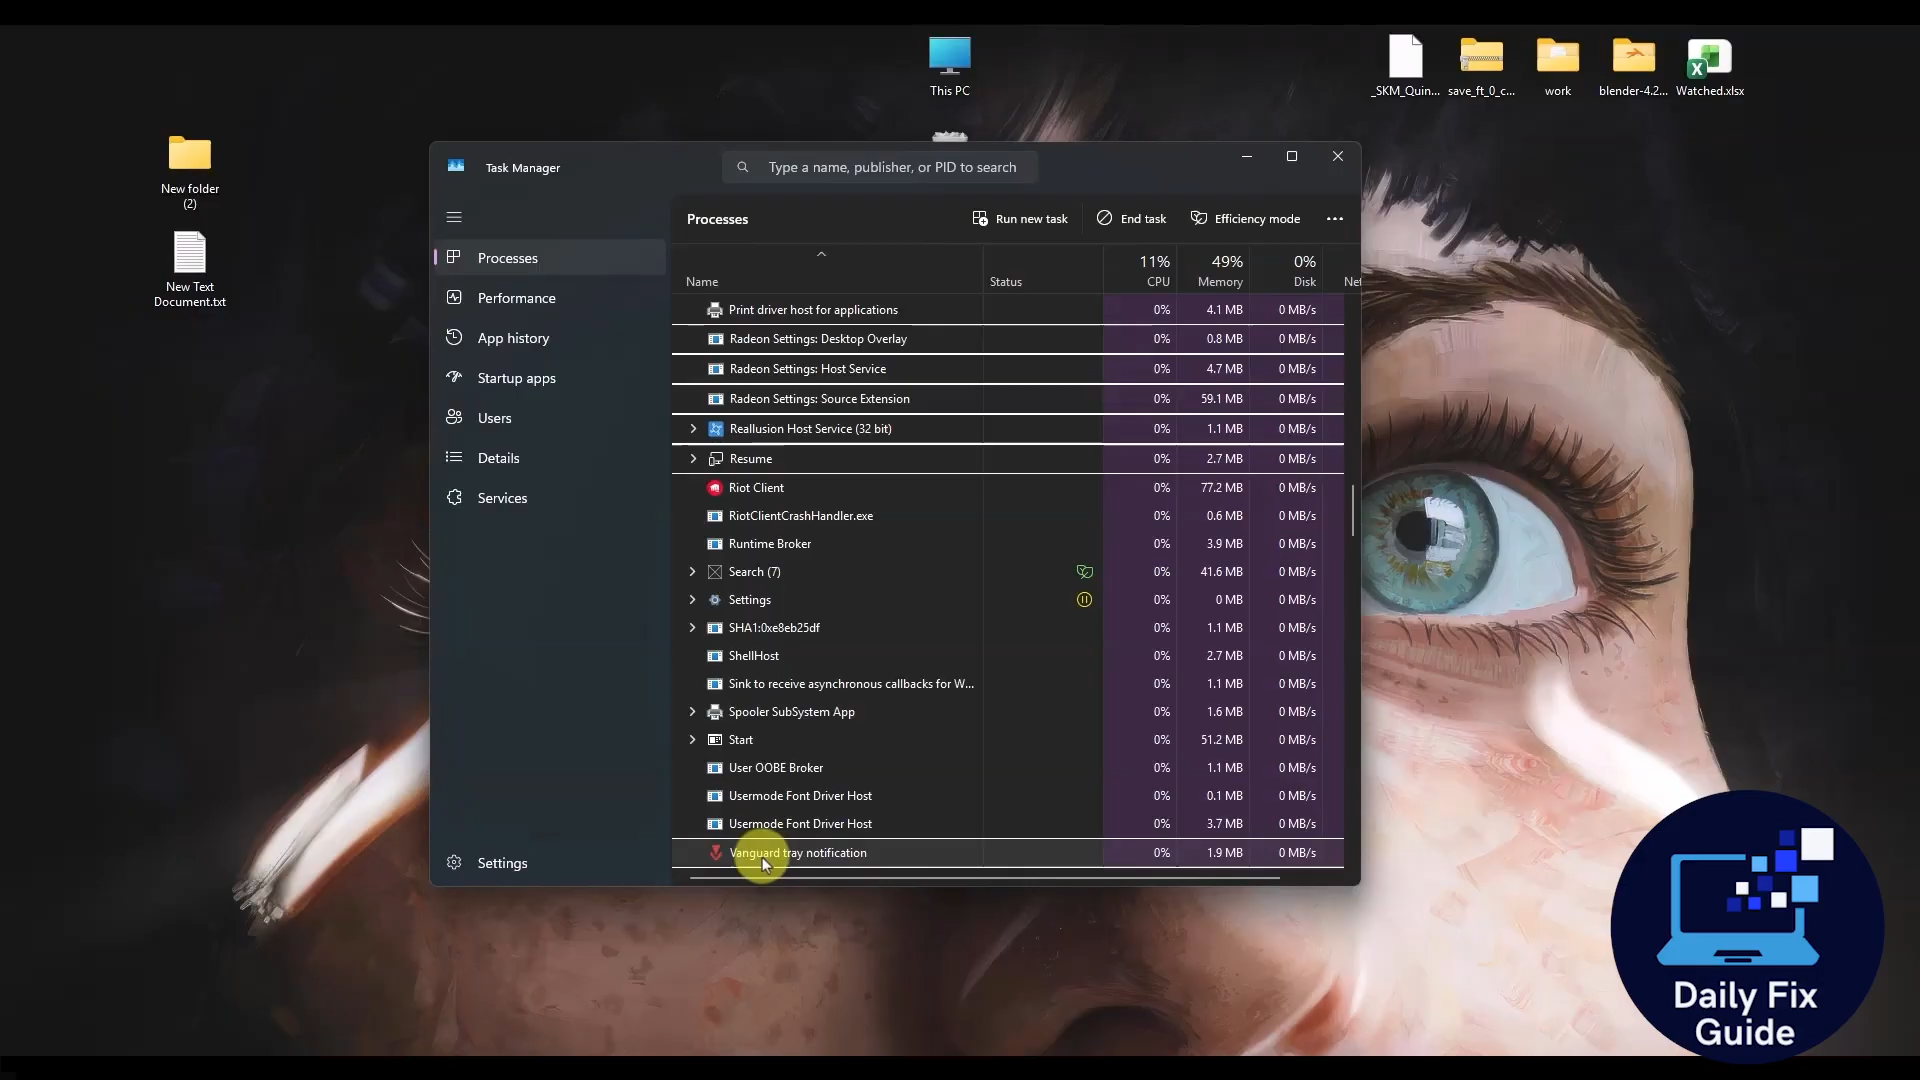 This PC
_SKM_Quin...
save_ft_0_c...
work
blender-4.2...
Watched.xlsx
New folder
(2)
New Text
Document.txt
Task Manager
Type a name, publisher, or PID to search
Processes
Run new task
End task
Efficiency mode
Processes
Performance
App history
Startup apps
Users
Details
Services
Settings
11% 49% 0%
Name Status CPU Memory Disk Net
Print driver host for applications 0% 4.1 MB 0 MB/s
Radeon Settings: Desktop Overlay 0% 0.8 MB 0 MB/s
Radeon Settings: Host Service 0% 4.7 MB 0 MB/s
Radeon Settings: Source Extension 0% 59.1 MB 0 MB/s
Reallusion Host Service (32 bit) 0% 1.1 MB 0 MB/s
Resume 0% 2.7 MB 0 MB/s
Riot Client 0% 77.2 MB 0 MB/s
RiotClientCrashHandler.exe 0% 0.6 MB 0 MB/s
Runtime Broker 0% 3.9 MB 0 MB/s
Search (7) 0% 41.6 MB 0 MB/s
Settings 0% 0 MB 0 MB/s
SHA1:0xe8eb25df 0% 1.1 MB 0 MB/s
ShellHost 0% 2.7 MB 0 MB/s
Sink to receive asynchronous callbacks for W... 0% 1.1 MB 0 MB/s
Spooler SubSystem App 0% 1.6 MB 0 MB/s
Start 0% 51.2 MB 0 MB/s
User OOBE Broker 0% 1.1 MB 0 MB/s
Usermode Font Driver Host 0% 0.1 MB 0 MB/s
Usermode Font Driver Host 0% 3.7 MB 0 MB/s
Vanguard tray notification 0% 1.9 MB 0 MB/s
Daily Fix
Guide